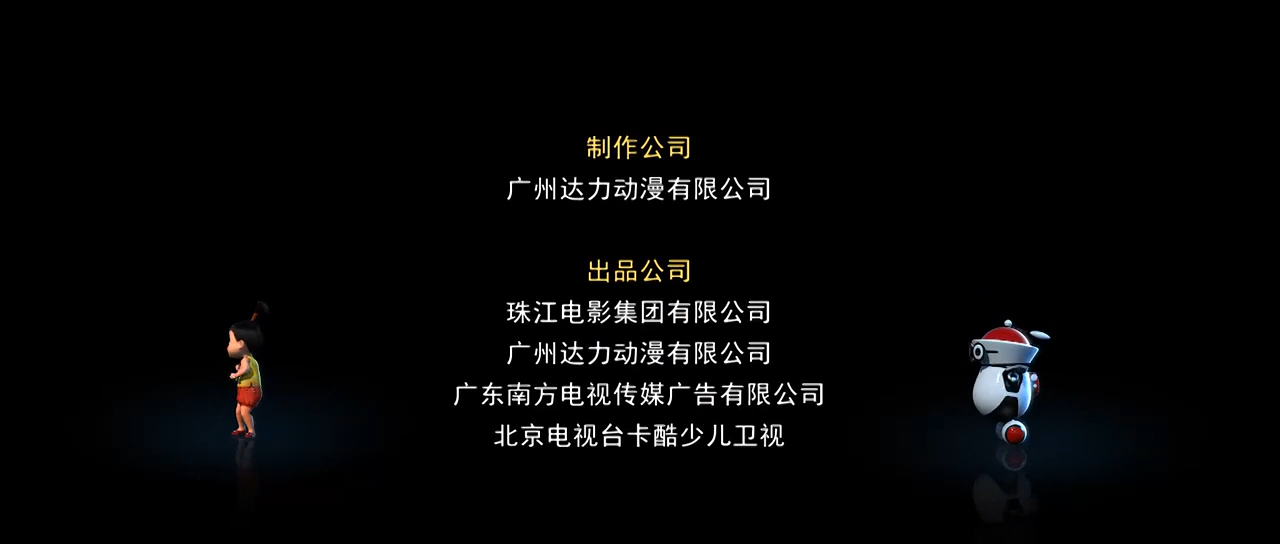 制作公司
广州达力动漫有限公司
出品公司
珠江电影集团有限公司
广州达力动漫有限公司
广东南方电视传媒广告有限公司
北京电视台卡酷少儿卫视